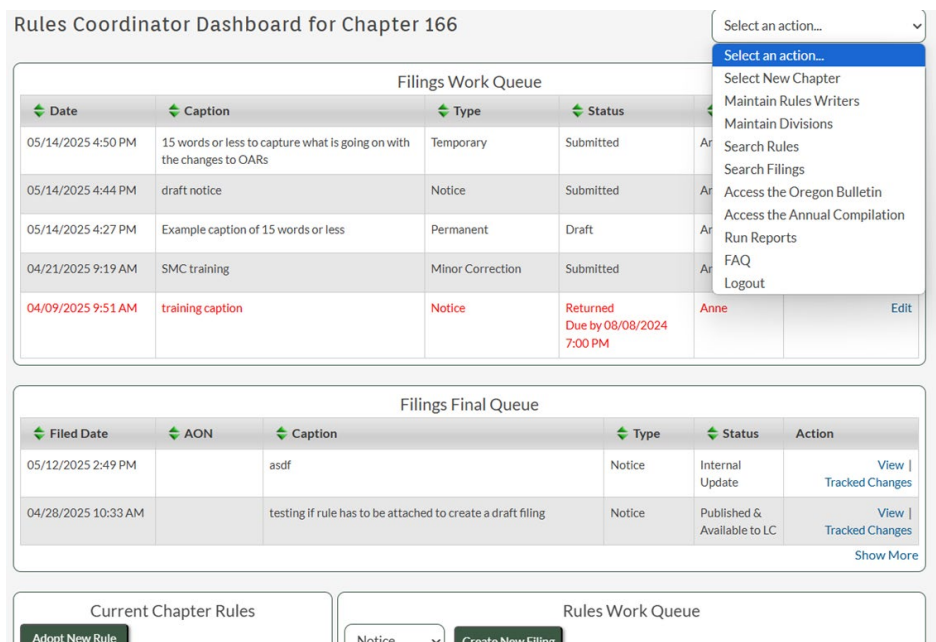 Rules Coordinator Dashboard for Chapter 166
Select an action...
Select an action...
Select New Chapter
Maintain Rules Writers
Maintain Divisions
Search Rules
Search Filings
Access the Oregon Bulletin
Access the Annual Compilation
Run Reports
FAQ
Logout
Filings Work Queue
Date Caption Type Status
05/14/2025 4:50 PM 15 words or less to capture what is going on with Temporary Submitted
the changes to OARs
05/14/2025 4:44 PM draft notice Notice Submitted
05/14/2025 4:27 PM Example caption of 15 words or less Permanent Draft
04/21/2025 9:19 AM SMC training Minor Correction Submitted
04/09/2025 9:51 AM training caption Notice Returned Anne Edit
Due by 08/08/2024
7:00 PM
Filings Final Queue
Filed Date AON Caption Type Status Action
05/12/2025 2:49 PM asdf Notice Internal View |
Update Tracked Changes
04/28/2025 10:33 AM testing if rule has to be attached to create a draft filing Notice Published & View |
Available to LC Tracked Changes
Show More
Current Chapter Rules Rules Work Queue
Adopt New Rule Notice Create New Filing